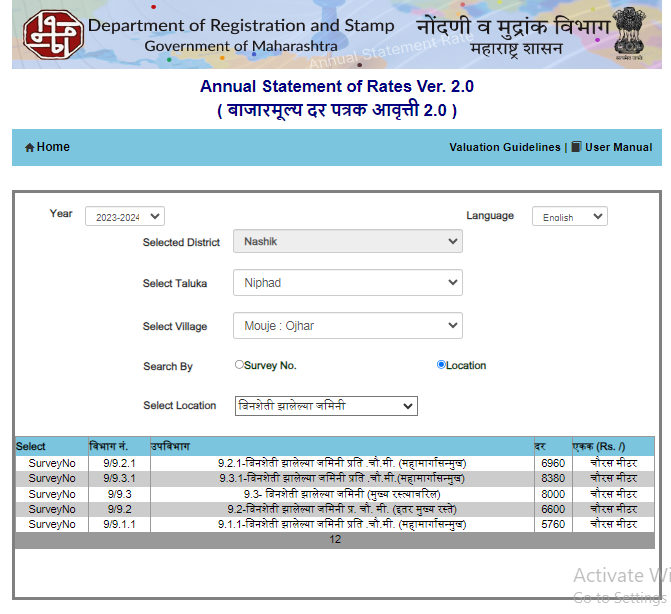 Department of Registration and Stamp
Government of Maharashtra
नोंदणी व मुद्रांक विभाग
महाराष्ट्र शासन
Annual Statement Rate
Annual Statement of Rates Ver. 2.0
( बाजारमूल्य दर पत्रक आवृत्ती 2.0 )
Home Valuation Guidelines | User Manual
Year 2023-2024 Language English
Selected District Nashik
Select Taluka Niphad
Select Village Mouje : Ojhar
Search By Survey No. Location
Select Location बिनशेती झालेल्या जमिनी
Select विभाग नं. उपविभाग दर एकक (Rs. /)
SurveyNo 9/9.2.1 9.2.1-बिनशेती झालेल्या जमिनी प्रति .चौ.मी. (महामार्गासन्मुख) 6960 चौरस मीटर
SurveyNo 9/9.3.1 9.3.1-बिनशेती झालेल्या जमिनी प्रति .चौ.मी.(महामार्गासन्मुख) 8380 चौरस मीटर
SurveyNo 9/9.3 9.3- बिनशेती झालेल्या जमिनी (मुख्य रस्त्यावरिल) 8000 चौरस मीटर
SurveyNo 9/9.2 9.2-बिनशेती झालेल्या जमिनी प्र. चौ. मी. (इतर मुख्य रस्ते) 6600 चौरस मीटर
SurveyNo 9/9.1.1 9.1.1-बिनशेती झालेल्या जमिनी प्रति .चौ.मी. (महामार्गासन्मुख) 5760 चौरस मीटर
12
Activate Wi
Go to Settings